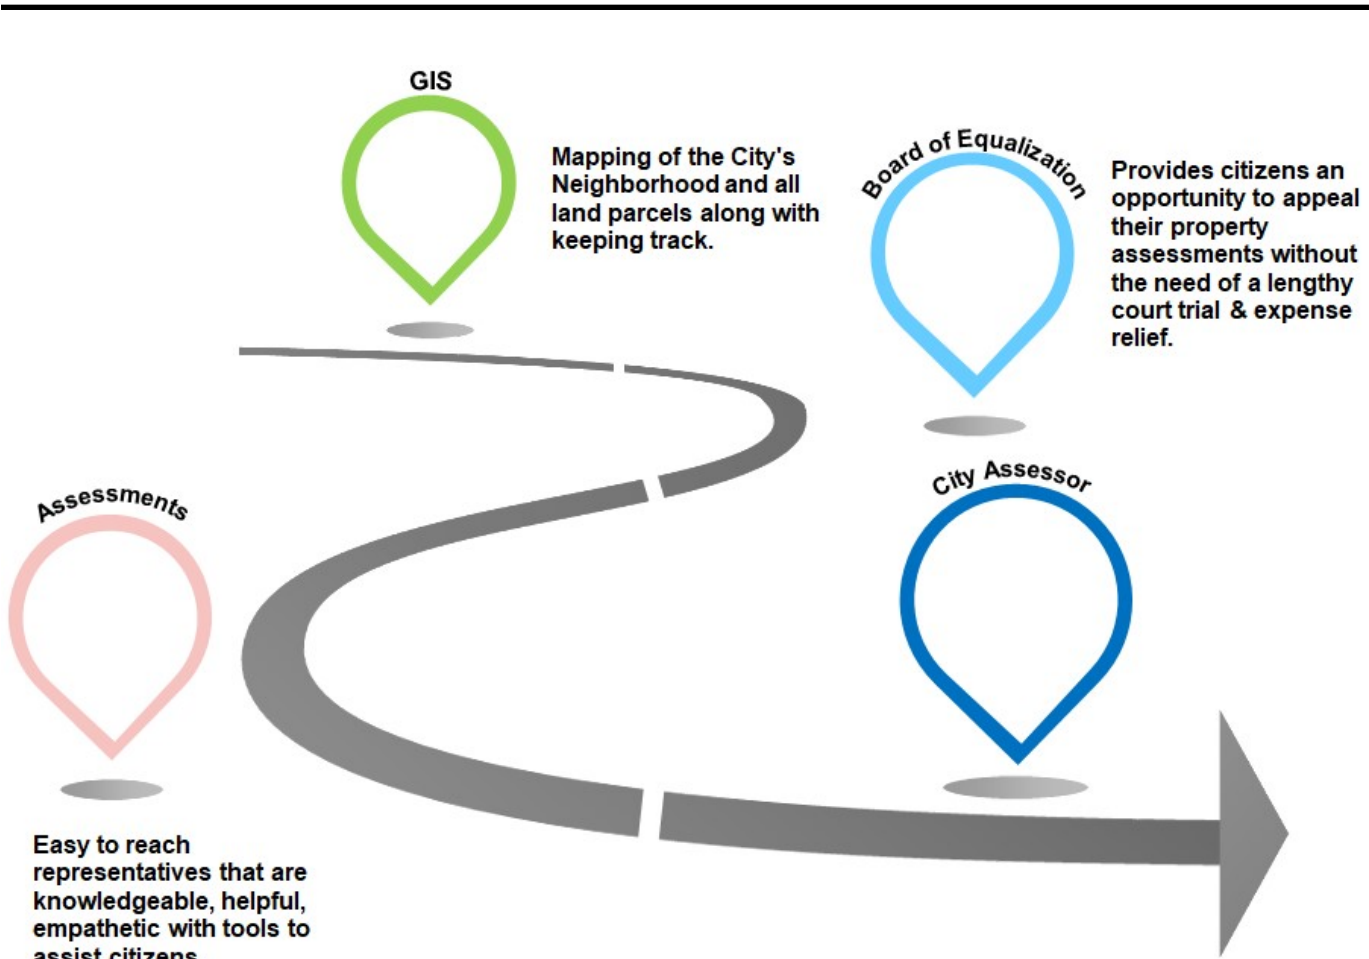 GIS
Mapping of the City's
Neighborhood and all
land parcels along with
keeping track.
Board of Equalization
Provides citizens an
opportunity to appeal
their property
assessments without
the need of a lengthy
court trial & expense
relief.
Assessments
Easy to reach
representatives that are
knowledgeable, helpful,
empathetic with tools to
assist citizens
City Assessor